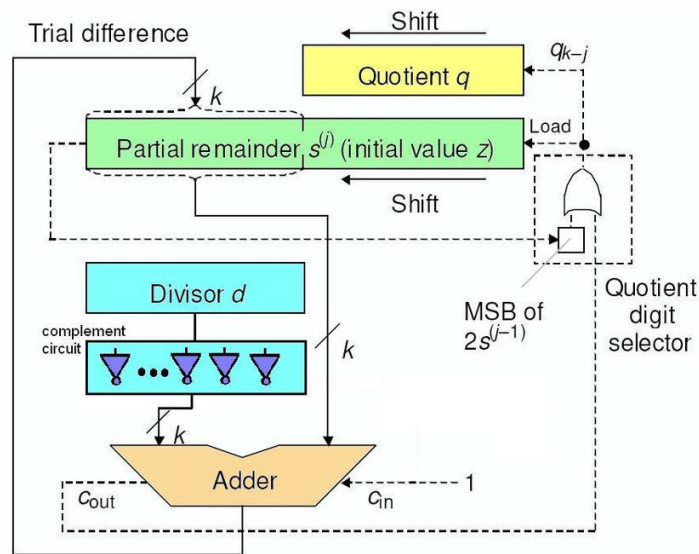 Trial difference
Shift
Quotient q
q_{k–j}
k
Load
Partial remainder s^{(j)} (initial value z)
Shift
Divisor d
MSB of
2s^{(j–1)}
Quotient
digit
selector
complement
circuit
k
k
Adder
c_{out}
c_{in}
1